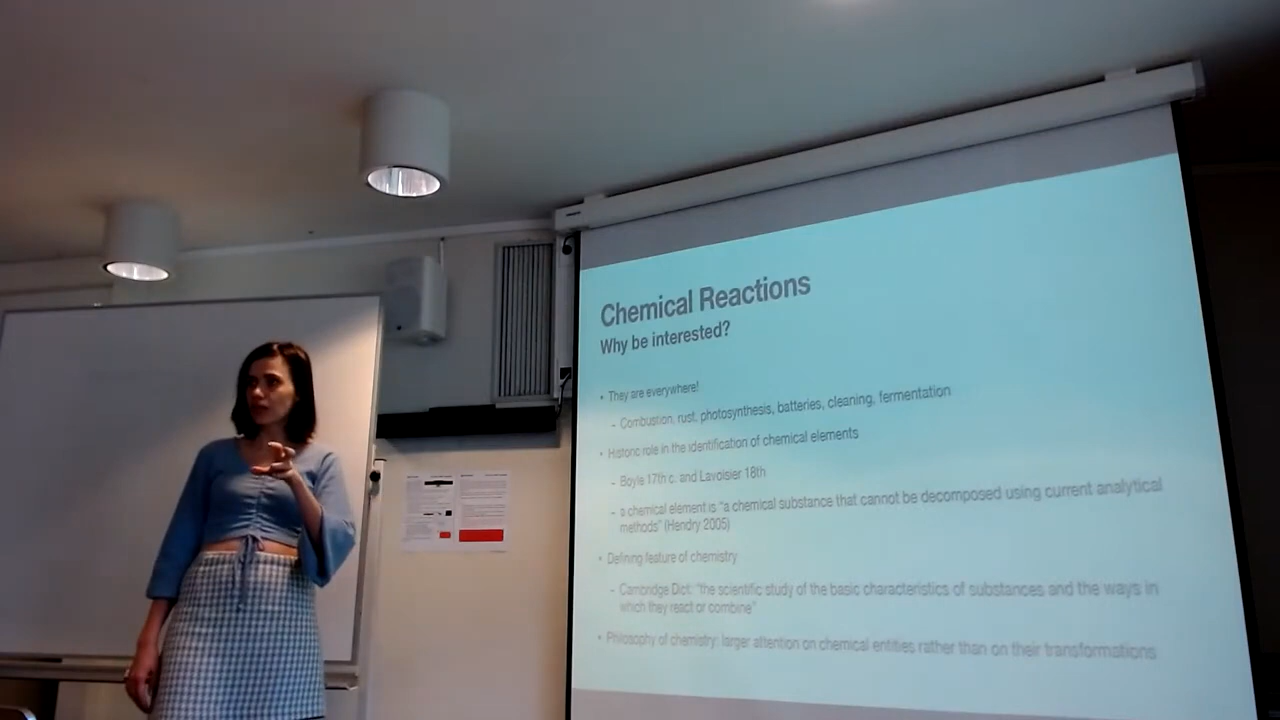 Chemical Reactions
Why be interested?
• They are everywhere!
- Combustion, rust, photosynthesis, batteries, cleaning, fermentation
• Historic role in the identification of chemical elements
- Boyle 17th c. and Lavoisier 18th
- a chemical element is “a chemical substance that cannot be decomposed using current analytical
methods” (Hendry 2005)
• Defining feature of chemistry
- Cambridge Dict: “the scientific study of the basic characteristics of substances and the ways in
which they react or combine”
• Philosophy of chemistry: larger attention on chemical entities rather than on their transformations